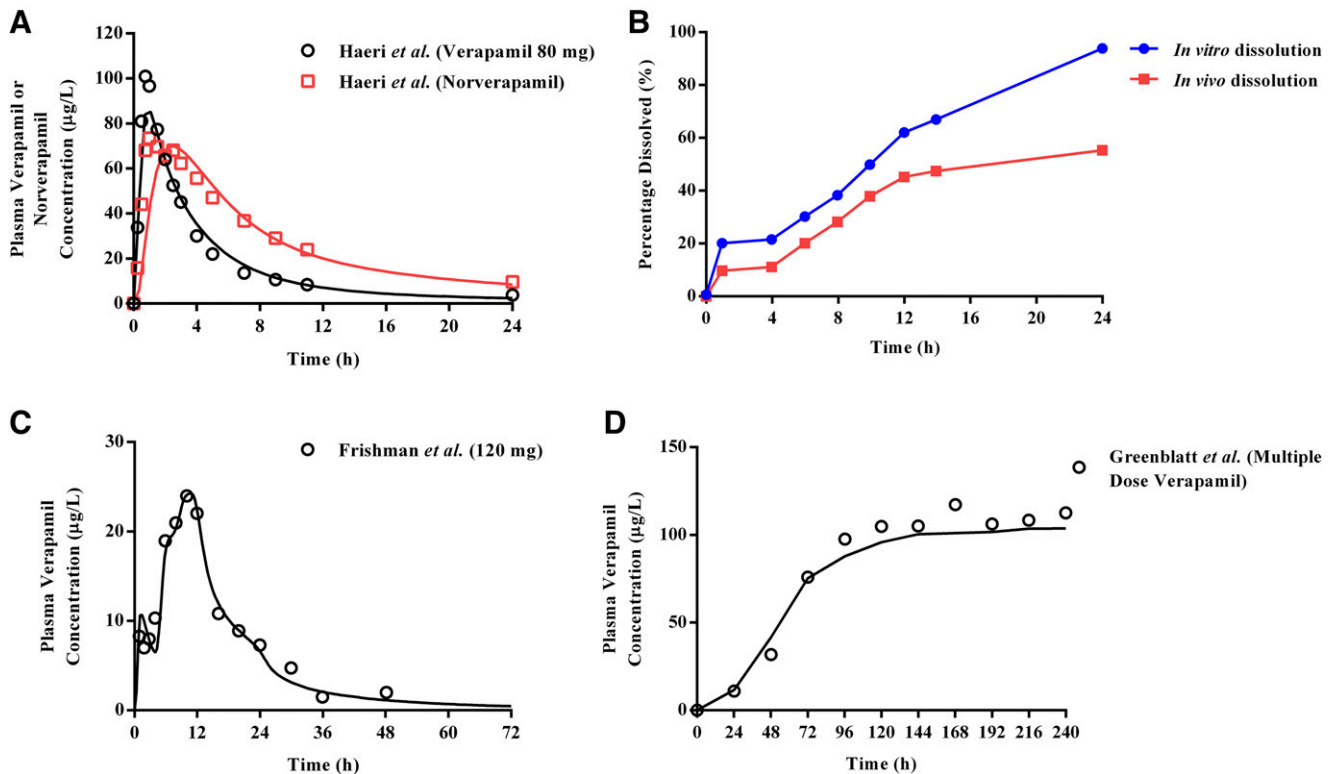 A
120
100
80
60
40
20
0
0 4 8 12 16 20 24
Plasma Verapamil or
Norverapamil
Concentration (µg/L)
Time (h)
Haeri et al. (Verapamil 80 mg)
Haeri et al. (Norverapamil)
B
100
80
60
40
20
0
0 4 8 12 16 20 24
Percentage Dissolved (%)
Time (h)
In vitro dissolution
In vivo dissolution
C
30
20
10
0
0 12 24 36 48 60 72
Plasma Verapamil
Concentration (µg/L)
Time (h)
Frishman et al. (120 mg)
D
150
100
50
0
0 24 48 72 96 120 144 168 192 216 240
Plasma Verapamil
Concentration (µg/L)
Time (h)
Greenblatt et al. (Multiple
Dose Verapamil)